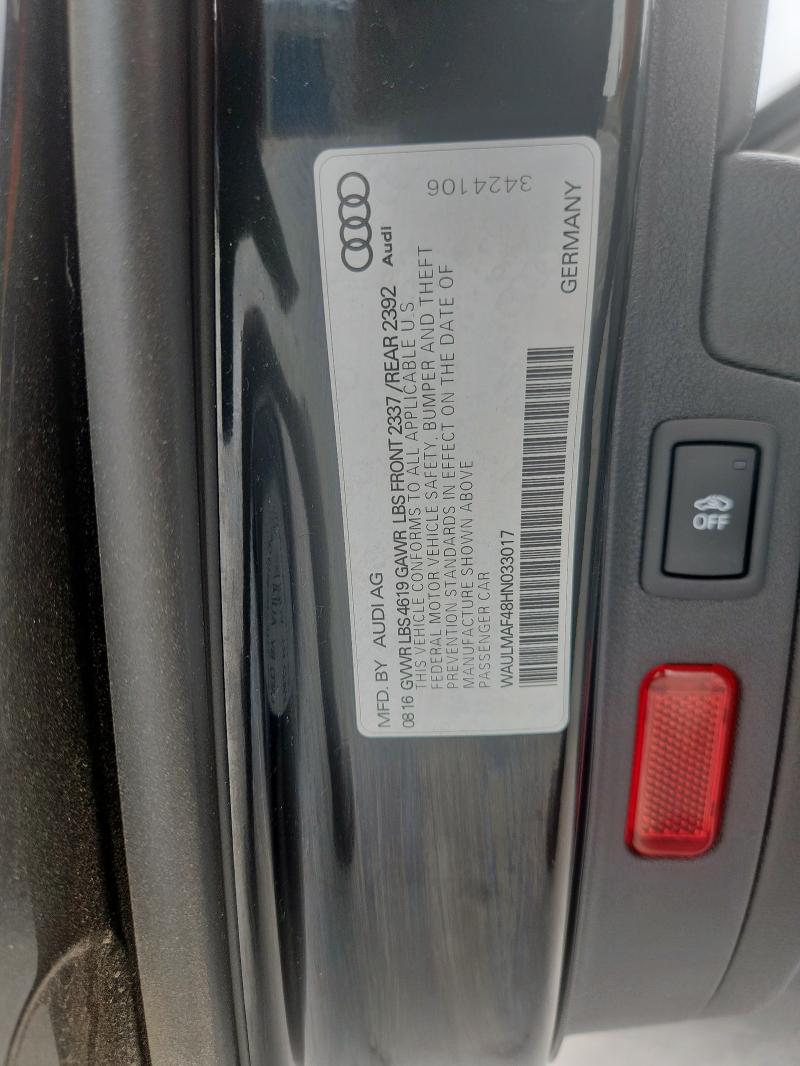 MFD. BY AUDI AG
Audi
0816 GVWR LBS 4619 GAWR LBS FRONT 2337/REAR 2392
THIS VEHICLE CONFORMS TO ALL APPLICABLE U.S.
FEDERAL MOTOR VEHICLE SAFETY, BUMPER AND THEFT
PREVENTION STANDARDS IN EFFECT ON THE DATE OF
MANUFACTURE SHOWN ABOVE
PASSENGER CAR
3424106
WAULMAF48HN033017
GERMANY
OFF